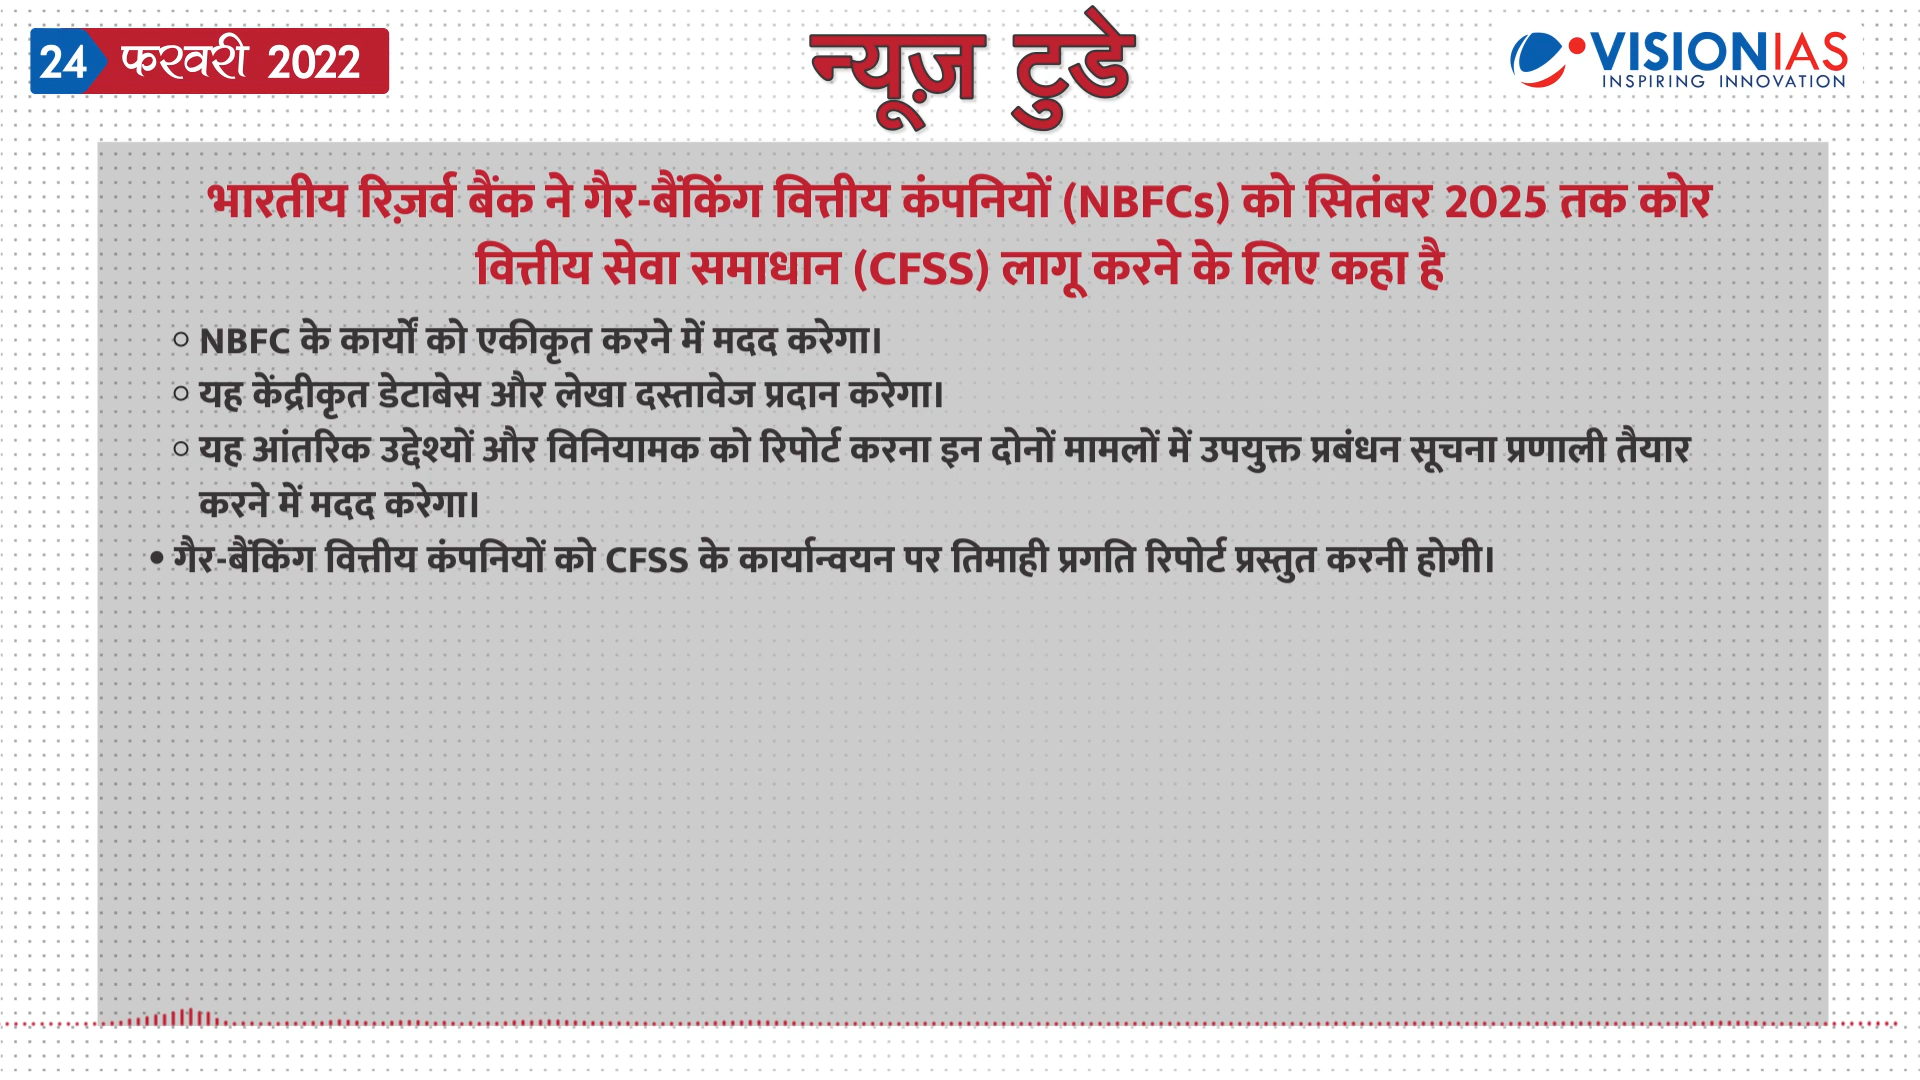 24 फरवरी 2022
न्यूज़ टुडे
VISIONIAS
INSPIRING INNOVATION
भारतीय रिज़र्व बैंक ने गैर-बैंकिंग वित्तीय कंपनियों (NBFCs) को सितंबर 2025 तक कोर
वित्तीय सेवा समाधान (CFSS) लागू करने के लिए कहा है
○ NBFC के कार्यों को एकीकृत करने में मदद करेगा।
○ यह केंद्रीकृत डेटाबेस और लेखा दस्तावेज प्रदान करेगा।
○ यह आंतरिक उद्देश्यों और विनियामक को रिपोर्ट करना इन दोनों मामलों में उपयुक्त प्रबंधन सूचना प्रणाली तैयार
करने में मदद करेगा।
• गैर-बैंकिंग वित्तीय कंपनियों को CFSS के कार्यान्वयन पर तिमाही प्रगति रिपोर्ट प्रस्तुत करनी होगी।